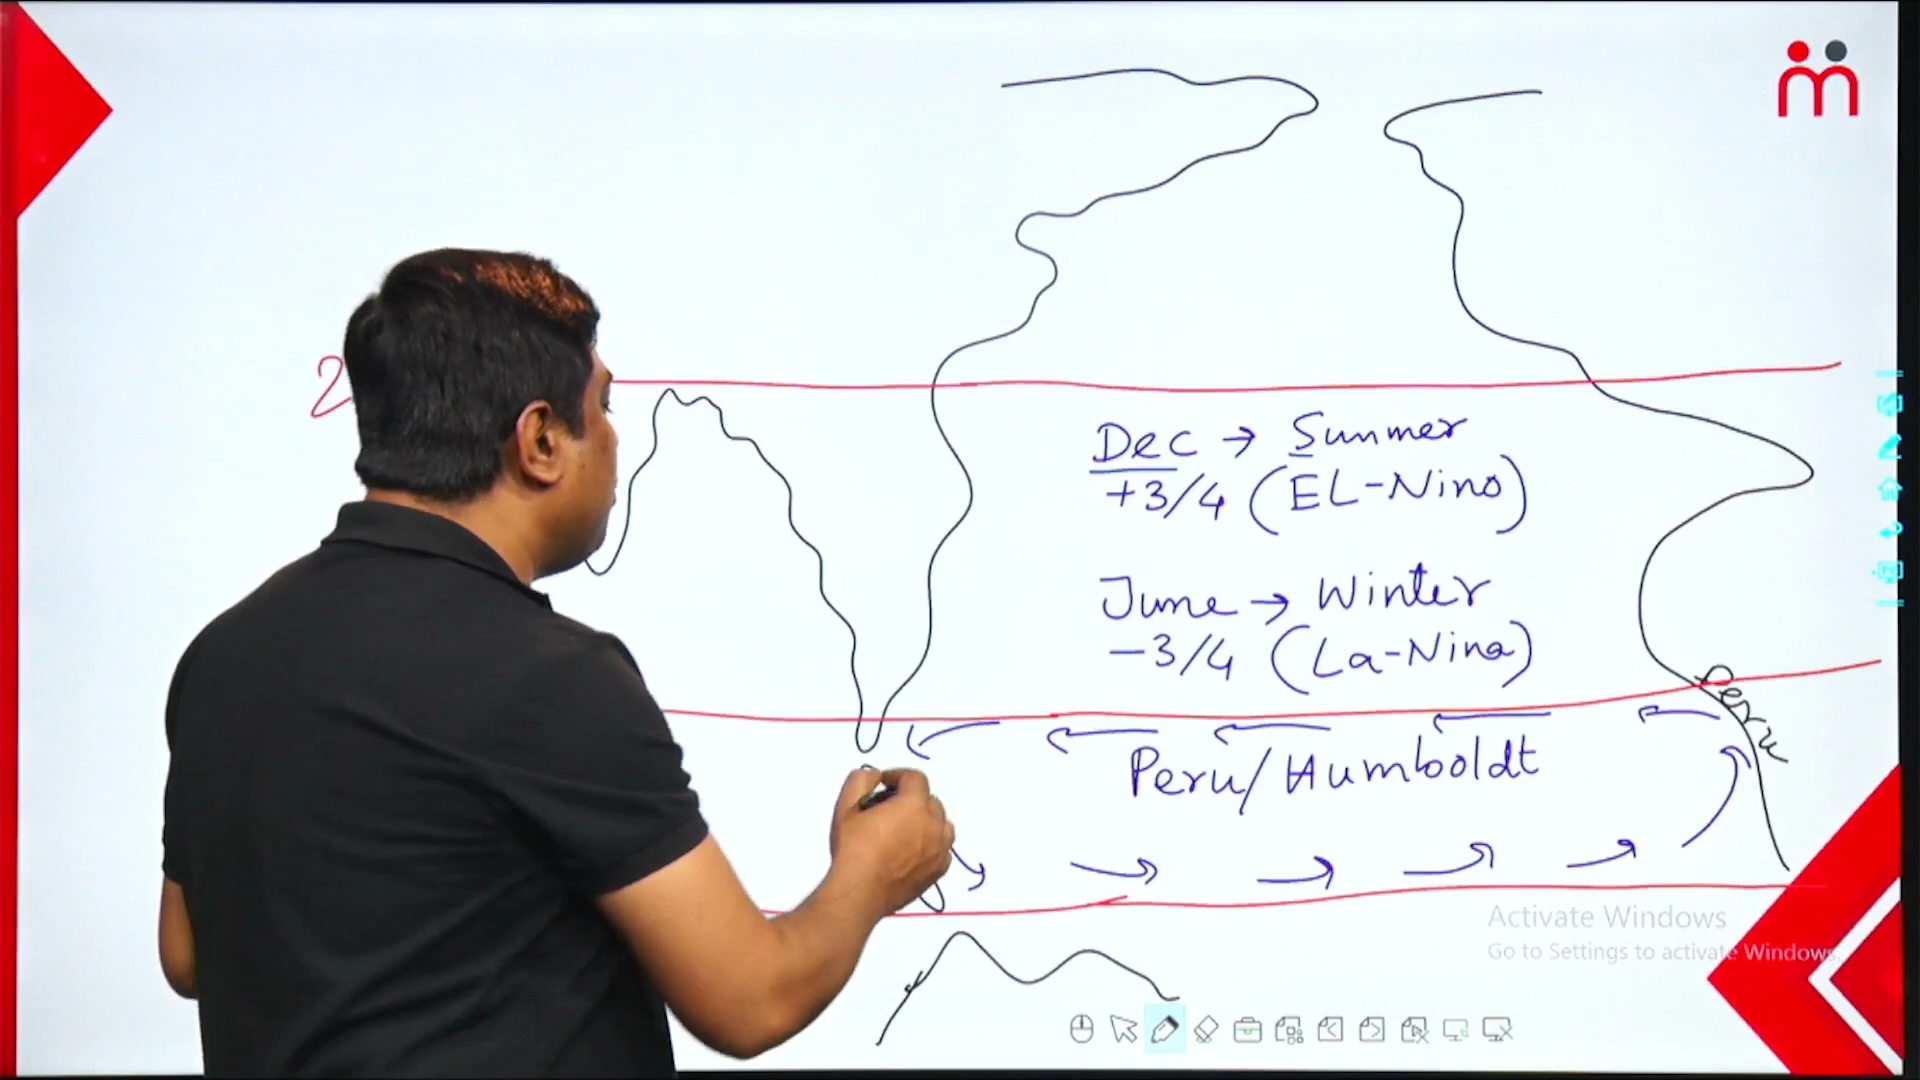 2
Dec → Summer
+3/4 (EL-Nino)
June → Winter
-3/4 (La-Nina)
Peru
Peru/Humboldt
Activate Windows
Go to Settings to activate Windows.